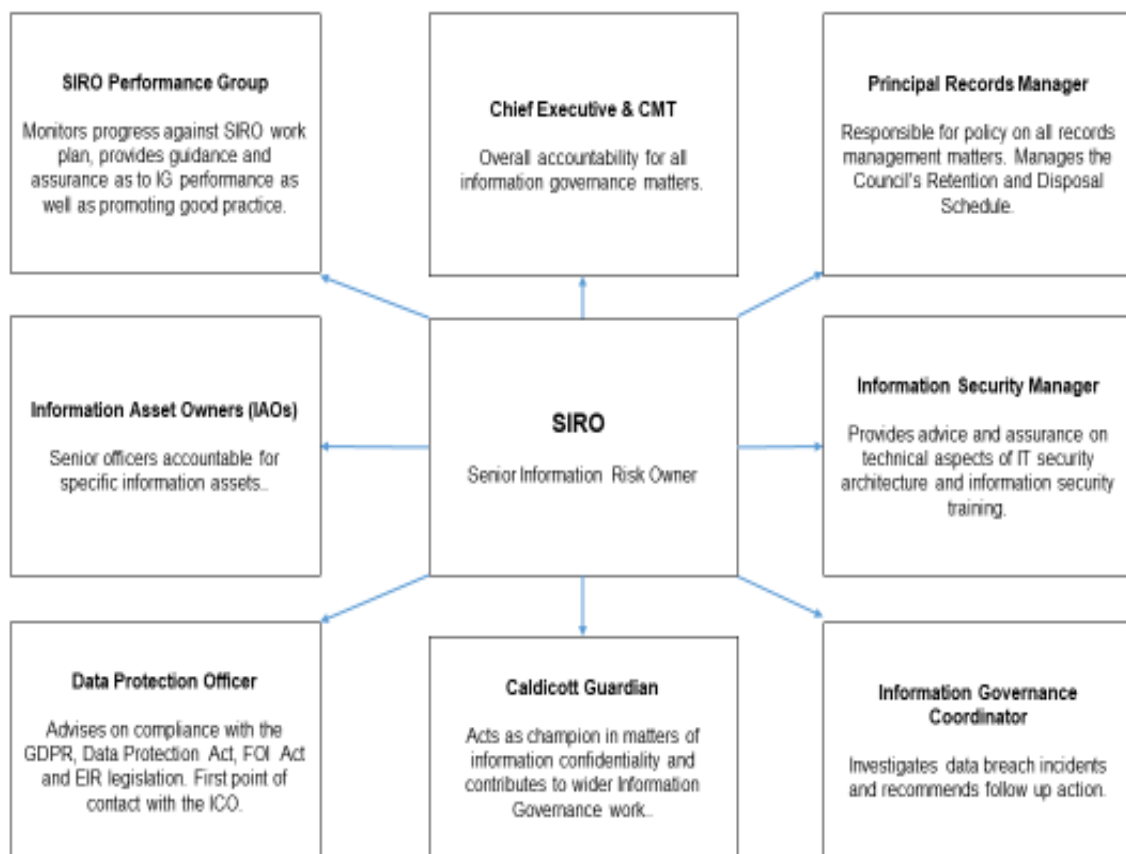 SIRO Performance Group
Monitors progress against SIRO work
plan, provides guidance and
assurance as to IG performance as
well as promoting good practice.
Chief Executive & CMT
Overall accountability for all
information governance matters.
Principal Records Manager
Responsible for policy on all records
management matters. Manages the
Council's Retention and Disposal
Schedule.
Information Asset Owners (IAOs)
Senior officers accountable for
specific information assets..
SIRO
Senior Information Risk Owner
Information Security Manager
Provides advice and assurance on
technical aspects of IT security
architecture and information security
training.
Data Protection Officer
Advises on compliance with the
GDPR, Data Protection Act, FOI Act
and EIR legislation. First point of
contact with the ICO.
Caldicott Guardian
Acts as champion in matters of
information confidentiality and
contributes to wider Information
Governance work..
Information Governance
Coordinator
Investigates data breach incidents
and recommends follow up action.